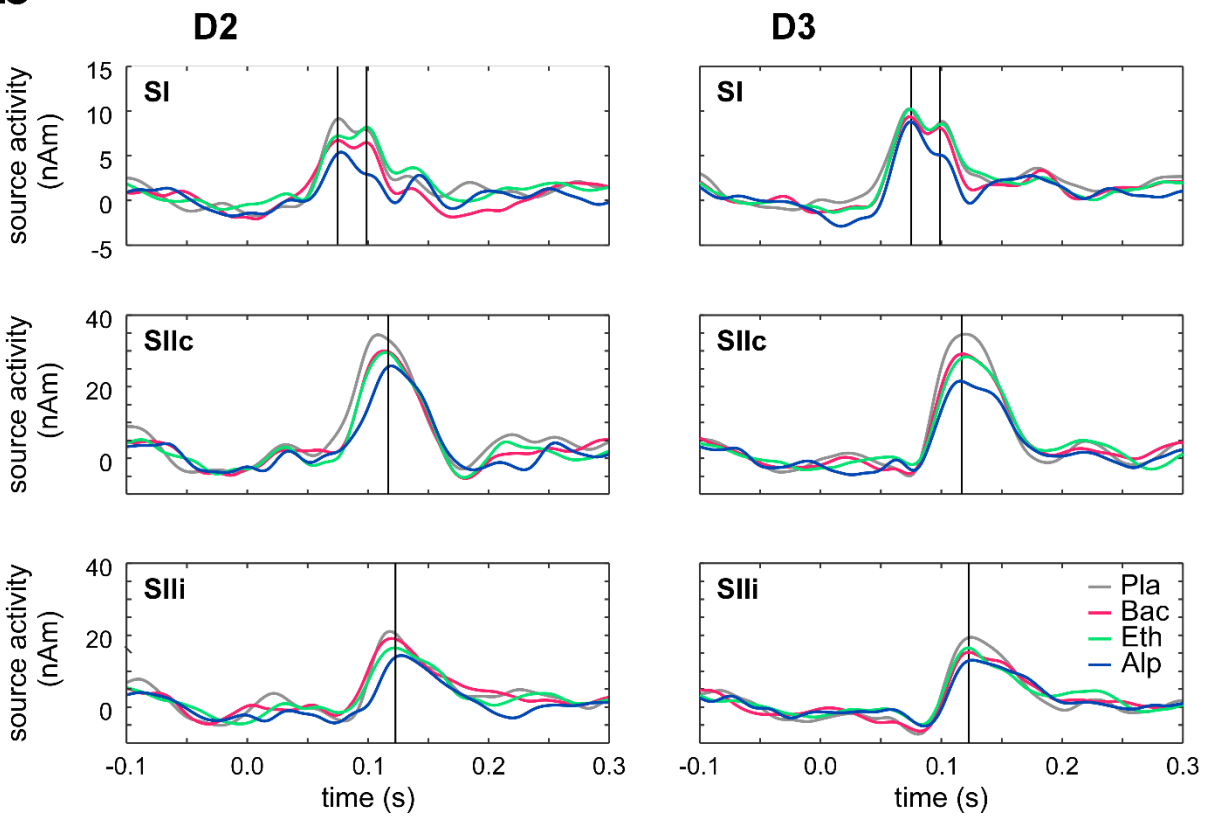 D2 D3
15
10
5
0
-5
source activity
(nAm)
SI SI
40
20
0
source activity
(nAm)
SIIc SIIc
40
20
0
source activity
(nAm)
SIIi SIIi
Pla
Bac
Eth
Alp
-0.1 0.0 0.1 0.2 0.3 -0.1 0.0 0.1 0.2 0.3
time (s) time (s)